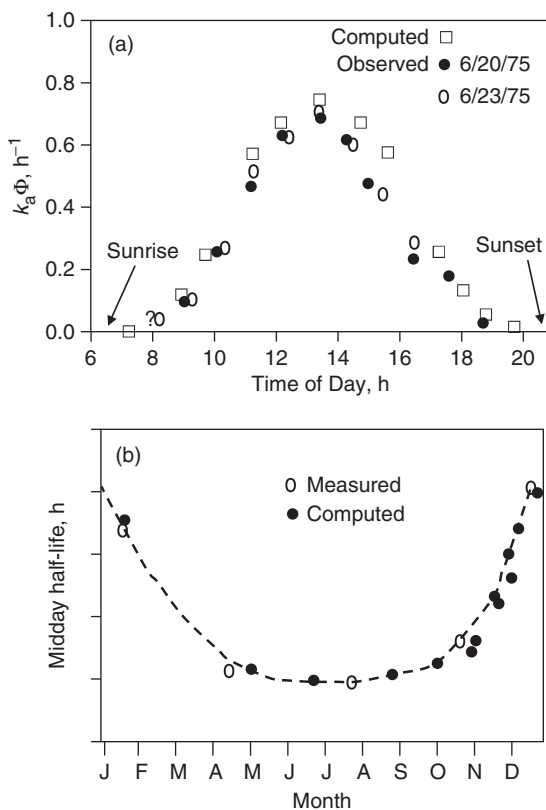 (a)
Computed
Observed
6/20/75
6/23/75
1.0
0.8
0.6
0.4
0.2
0.0
kₐΦ, h⁻¹
Sunrise
Sunset
?
6 8 10 12 14 16 18 20
Time of Day, h
(b)
Measured
Computed
Midday half-life, h
J F M A M J J A S O N D
Month